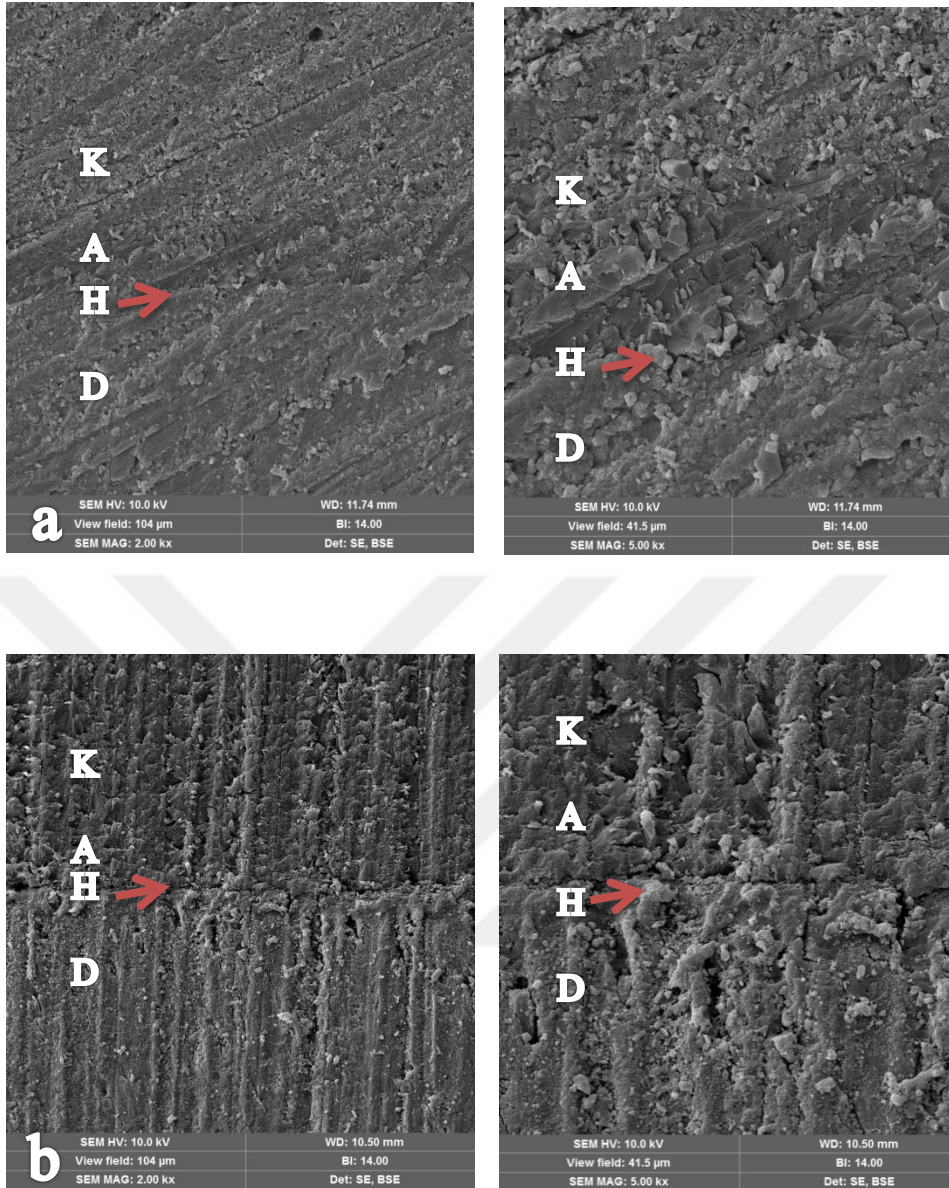 K
A
H
D
SEM HV: 10.0 kV WD: 11.74 mm
View field: 104 µm BI: 14.00
SEM MAG: 2.00 kx Det: SE, BSE
a
K
A
H
D
SEM HV: 10.0 kV WD: 11.74 mm
View field: 41.5 µm BI: 14.00
SEM MAG: 5.00 kx Det: SE, BSE
K
A
H
D
SEM HV: 10.0 kV WD: 10.50 mm
View field: 104 µm BI: 14.00
SEM MAG: 2.00 kx Det: SE, BSE
b
K
A
H
D
SEM HV: 10.0 kV WD: 10.50 mm
View field: 41.5 µm BI: 14.00
SEM MAG: 5.00 kx Det: SE, BSE